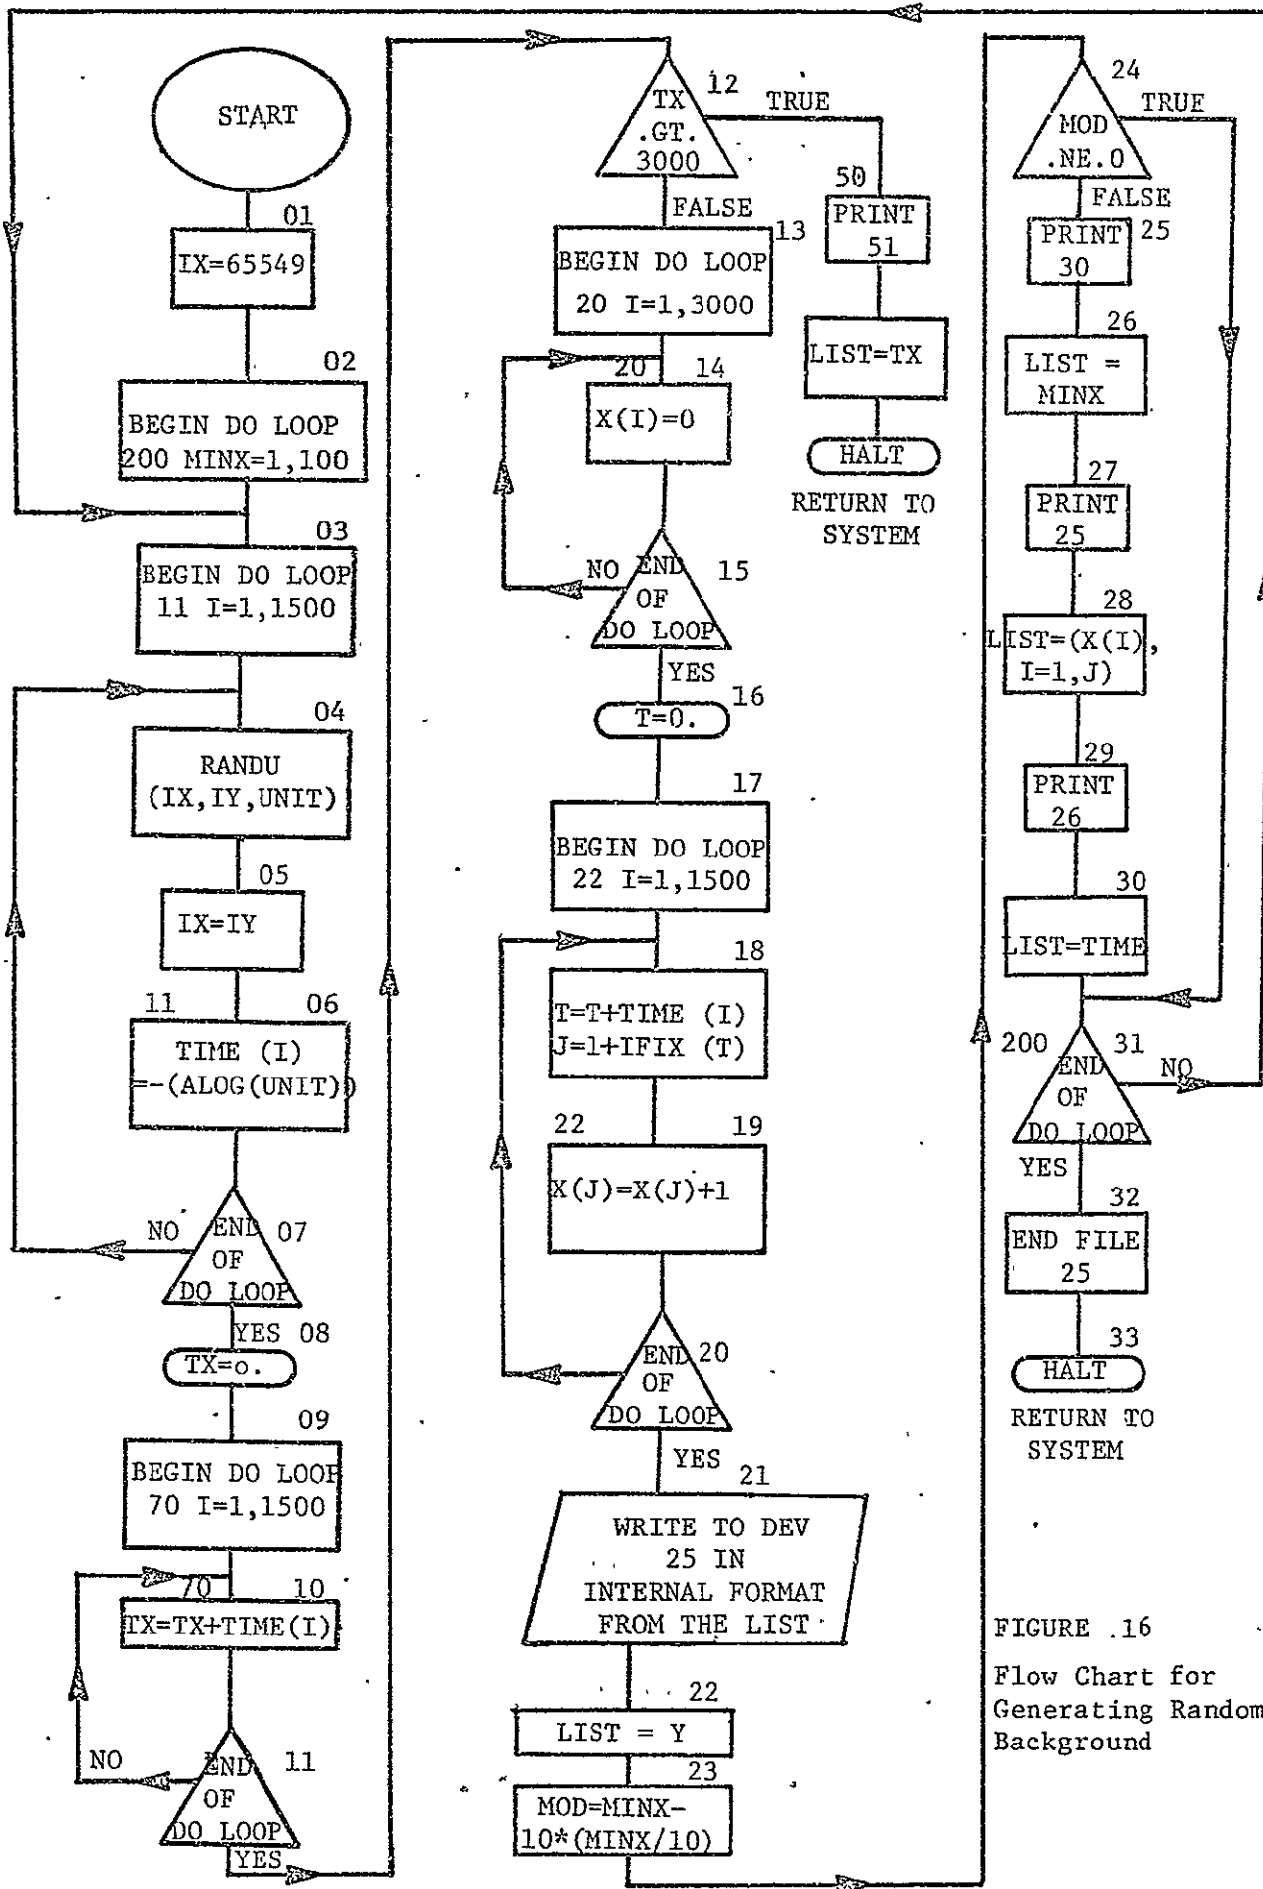 START
01
IX=65549
02
BEGIN DO LOOP
200 MINX=1,100
03
BEGIN DO LOOP
11 I=1,1500
04
RANDU
(IX,IY,UNIT)
05
IX=IY
11 06
TIME (I)
=-(ALOG(UNIT))
NO
END 07
OF
DO LOOP
YES 08
TX=o.
09
BEGIN DO LOOP
70 I=1,1500
70 10
TX=TX+TIME(I)
NO
END 11
OF
DO LOOP
YES
12
TX
.GT.
3000
TRUE
FALSE
13
BEGIN DO LOOP
20 I=1,3000
20 14
X(I)=0
NO
END 15
OF
DO LOOP
YES
16
T=0.
17
BEGIN DO LOOP
22 I=1,1500
18
T=T+TIME (I)
J=1+IFIX (T)
22 19
X(J)=X(J)+1
END 20
OF
DO LOOP
YES
21
WRITE TO DEV
25 IN
INTERNAL FORMAT
FROM THE LIST
22
LIST = Y
23
MOD=MINX-
10*(MINX/10)
50
PRINT
51
LIST=TX
HALT
RETURN TO
SYSTEM
24
MOD
.NE.0
TRUE
FALSE
PRINT 25
30
26
LIST =
MINX
27
PRINT
25
28
LIST=(X(I),
I=1,J)
29
PRINT
26
30
LIST=TIME
200 31
END
OF
DO LOOP
NO
YES
32
END FILE
25
33
HALT
RETURN TO
SYSTEM
FIGURE .16
Flow Chart for
Generating Random
Background